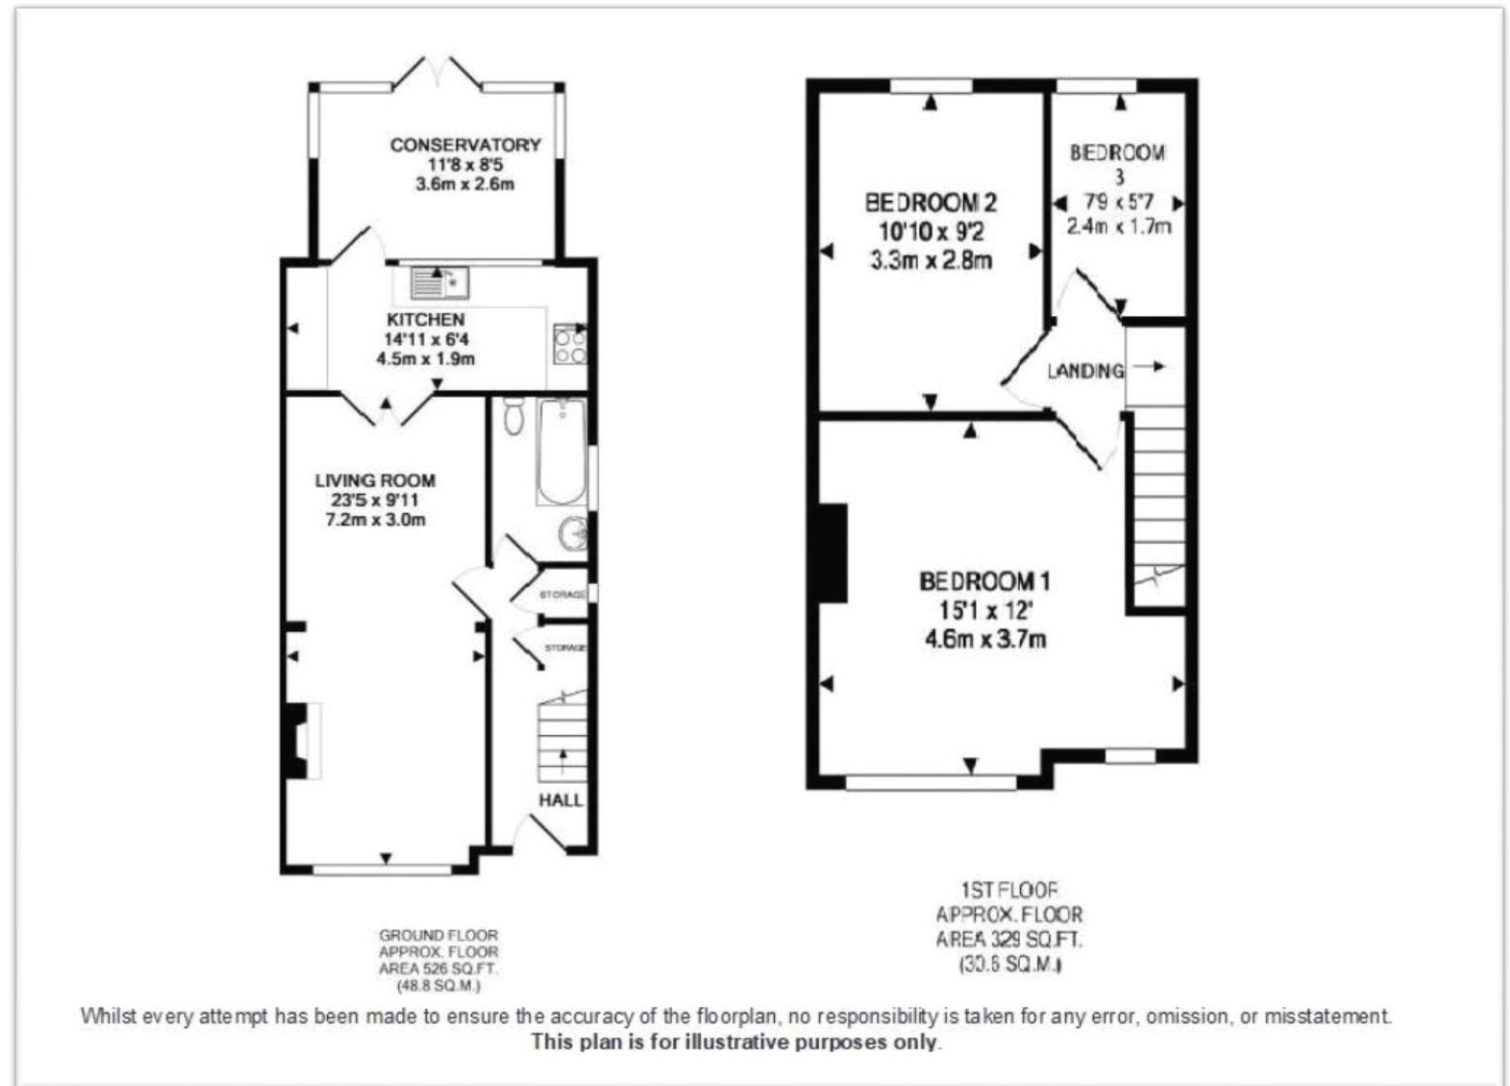 CONSERVATORY
11'8 x 8'5
3.6m x 2.6m
KITCHEN
14'11 x 6'4
4.5m x 1.9m
LIVING ROOM
23'5 x 9'11
7.2m x 3.0m
STORAGE
STORAGE
HALL
GROUND FLOOR
APPROX. FLOOR
AREA 526 SQ.FT.
(48.8 SQ.M.)
BEDROOM 2
10'10 x 9'2
3.3m x 2.8m
BEDROOM
3
7'9 x 5'7
2.4m x 1.7m
LANDING
BEDROOM 1
15'1 x 12'
4.6m x 3.7m
1ST FLOOR
APPROX. FLOOR
AREA 329 SQ.FT.
(30.6 SQ.M.)
Whilst every attempt has been made to ensure the accuracy of the floorplan, no responsibility is taken for any error, omission, or misstatement.
This plan is for illustrative purposes only.